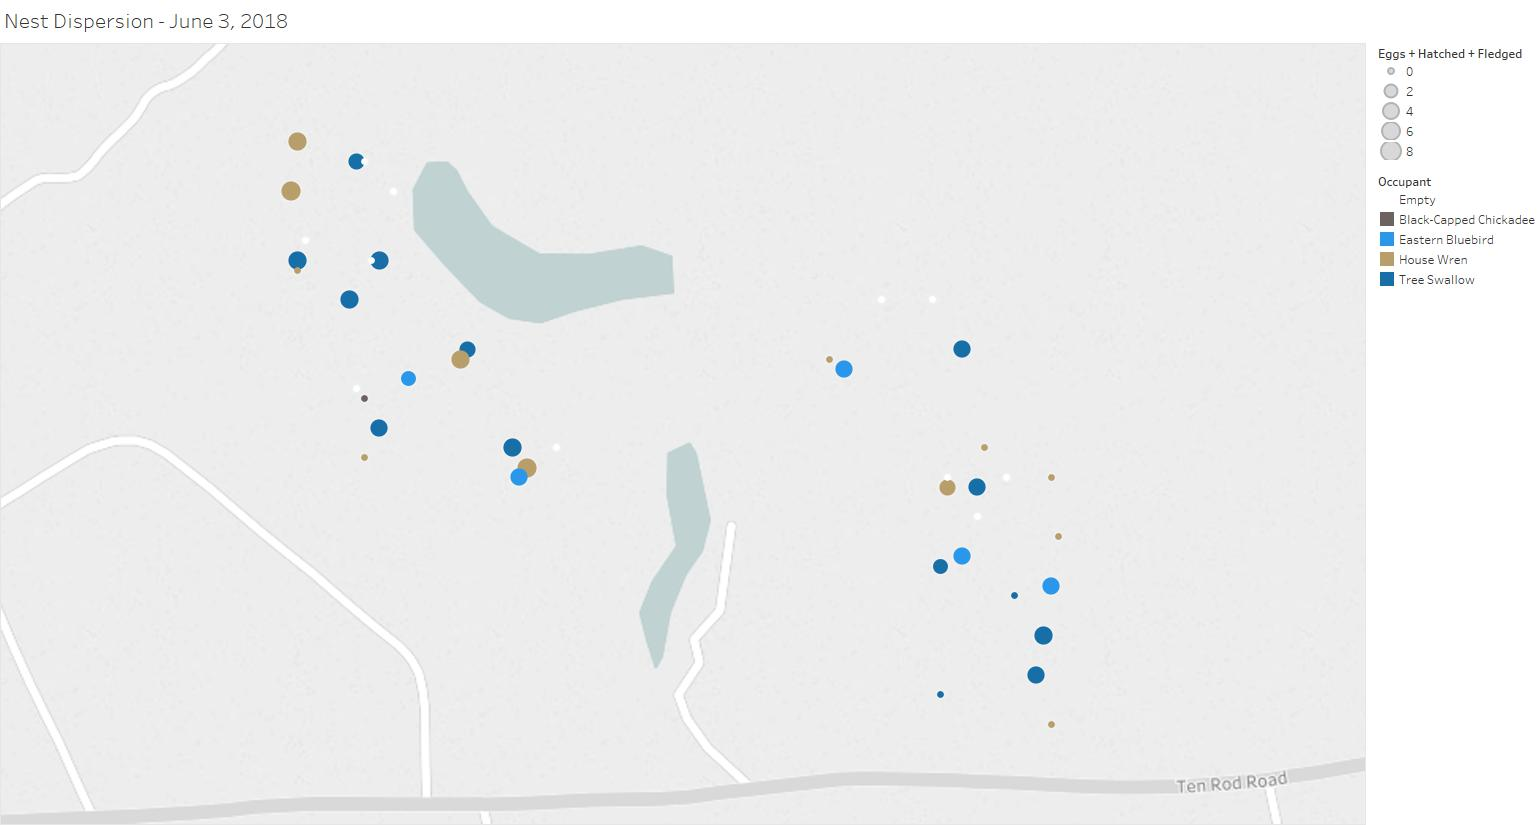 Nest Dispersion - June 3, 2018
Eggs + Hatched + Fledged
0
2
4
6
8
Occupant
Empty
Black-Capped Chickadee
Eastern Bluebird
House Wren
Tree Swallow
Ten Rod Road